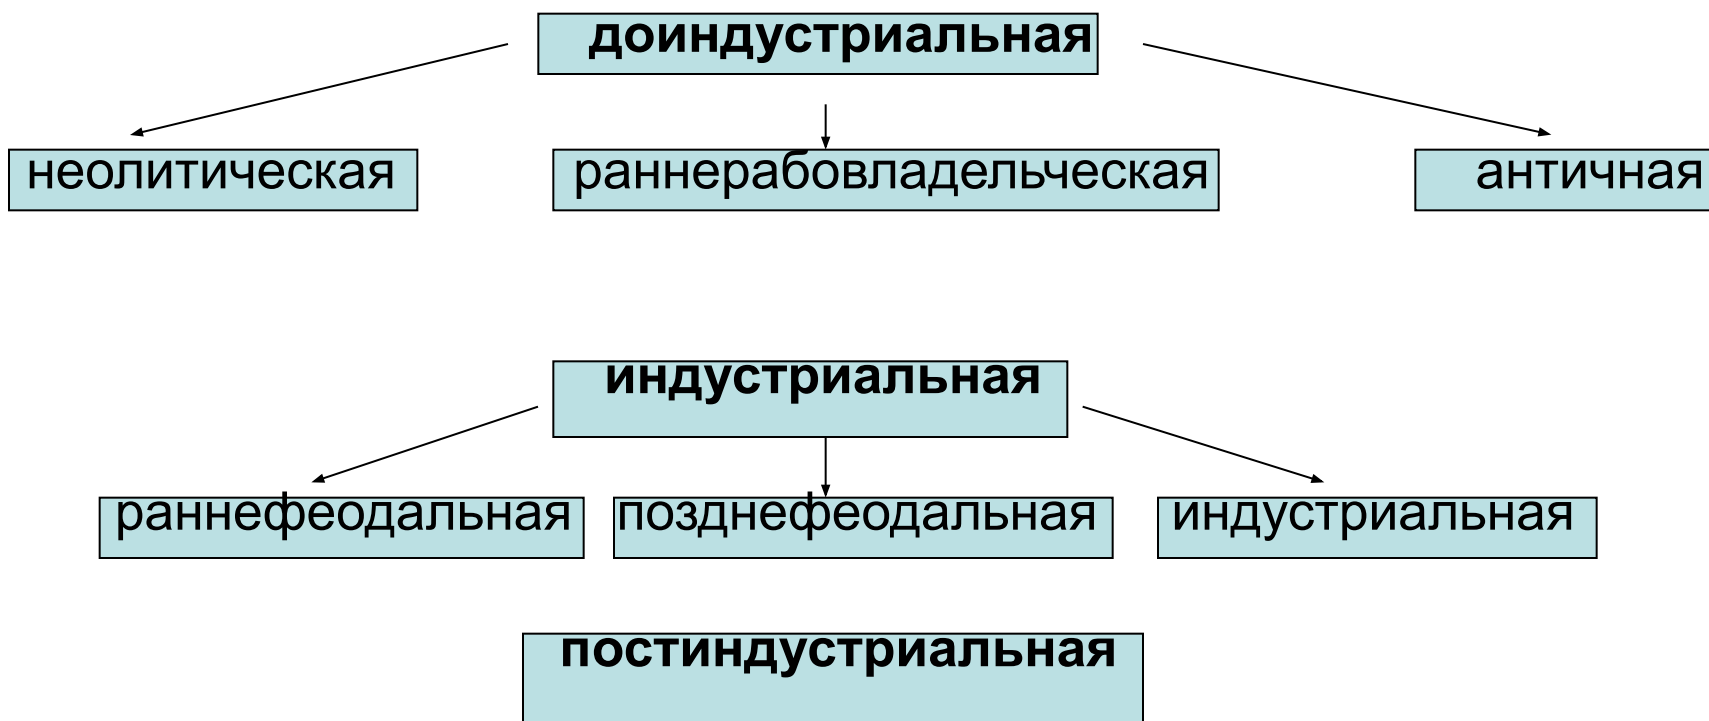 доиндустриальная
неолитическая раннерабовладельческая античная
индустриальная
раннефеодальная позднефеодальная индустриальная
постиндустриальная